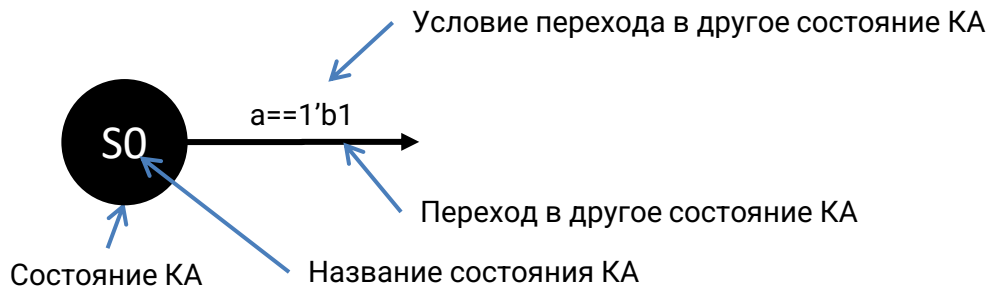 Условие перехода в другое состояние КА
a==1’b1
S0
Переход в другое состояние КА
Состояние КА
Название состояния КА